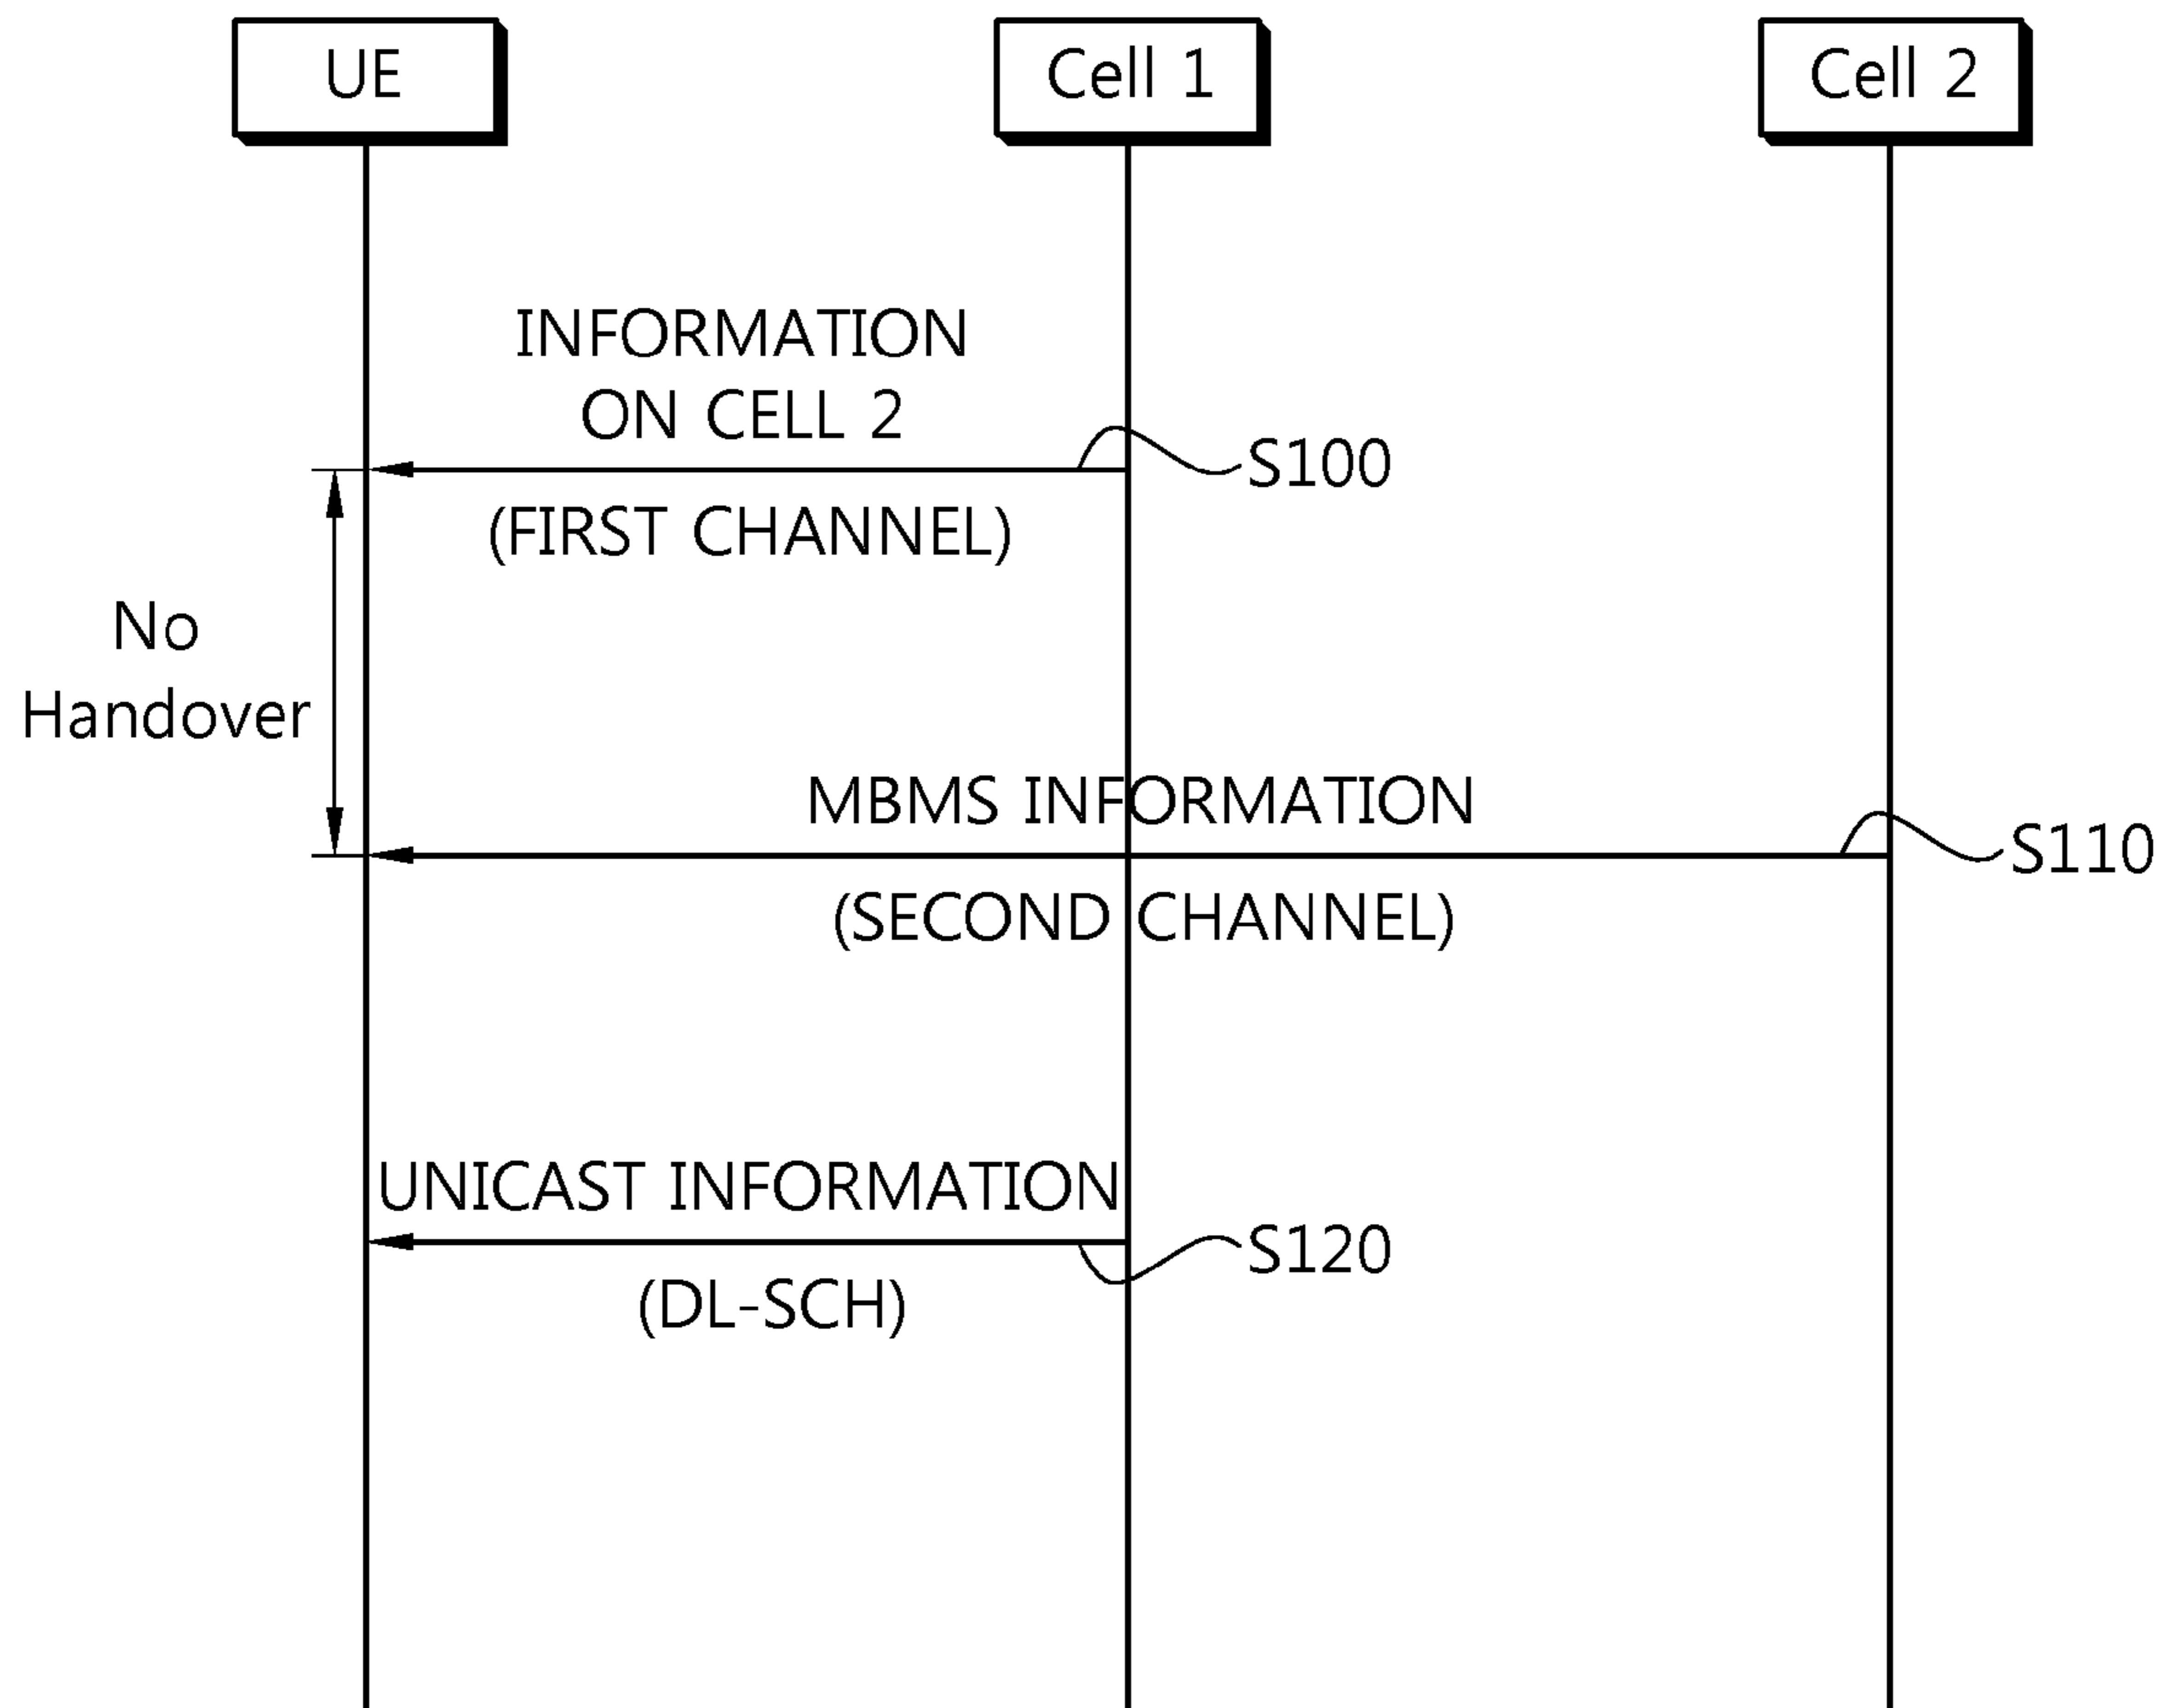 UE
Cell 1
Cell 2
INFORMATION
ON CELL 2
S100
(FIRST CHANNEL)
No
Handover
MBMS INFORMATION
S110
(SECOND CHANNEL)
UNICAST INFORMATION
S120
(DL-SCH)